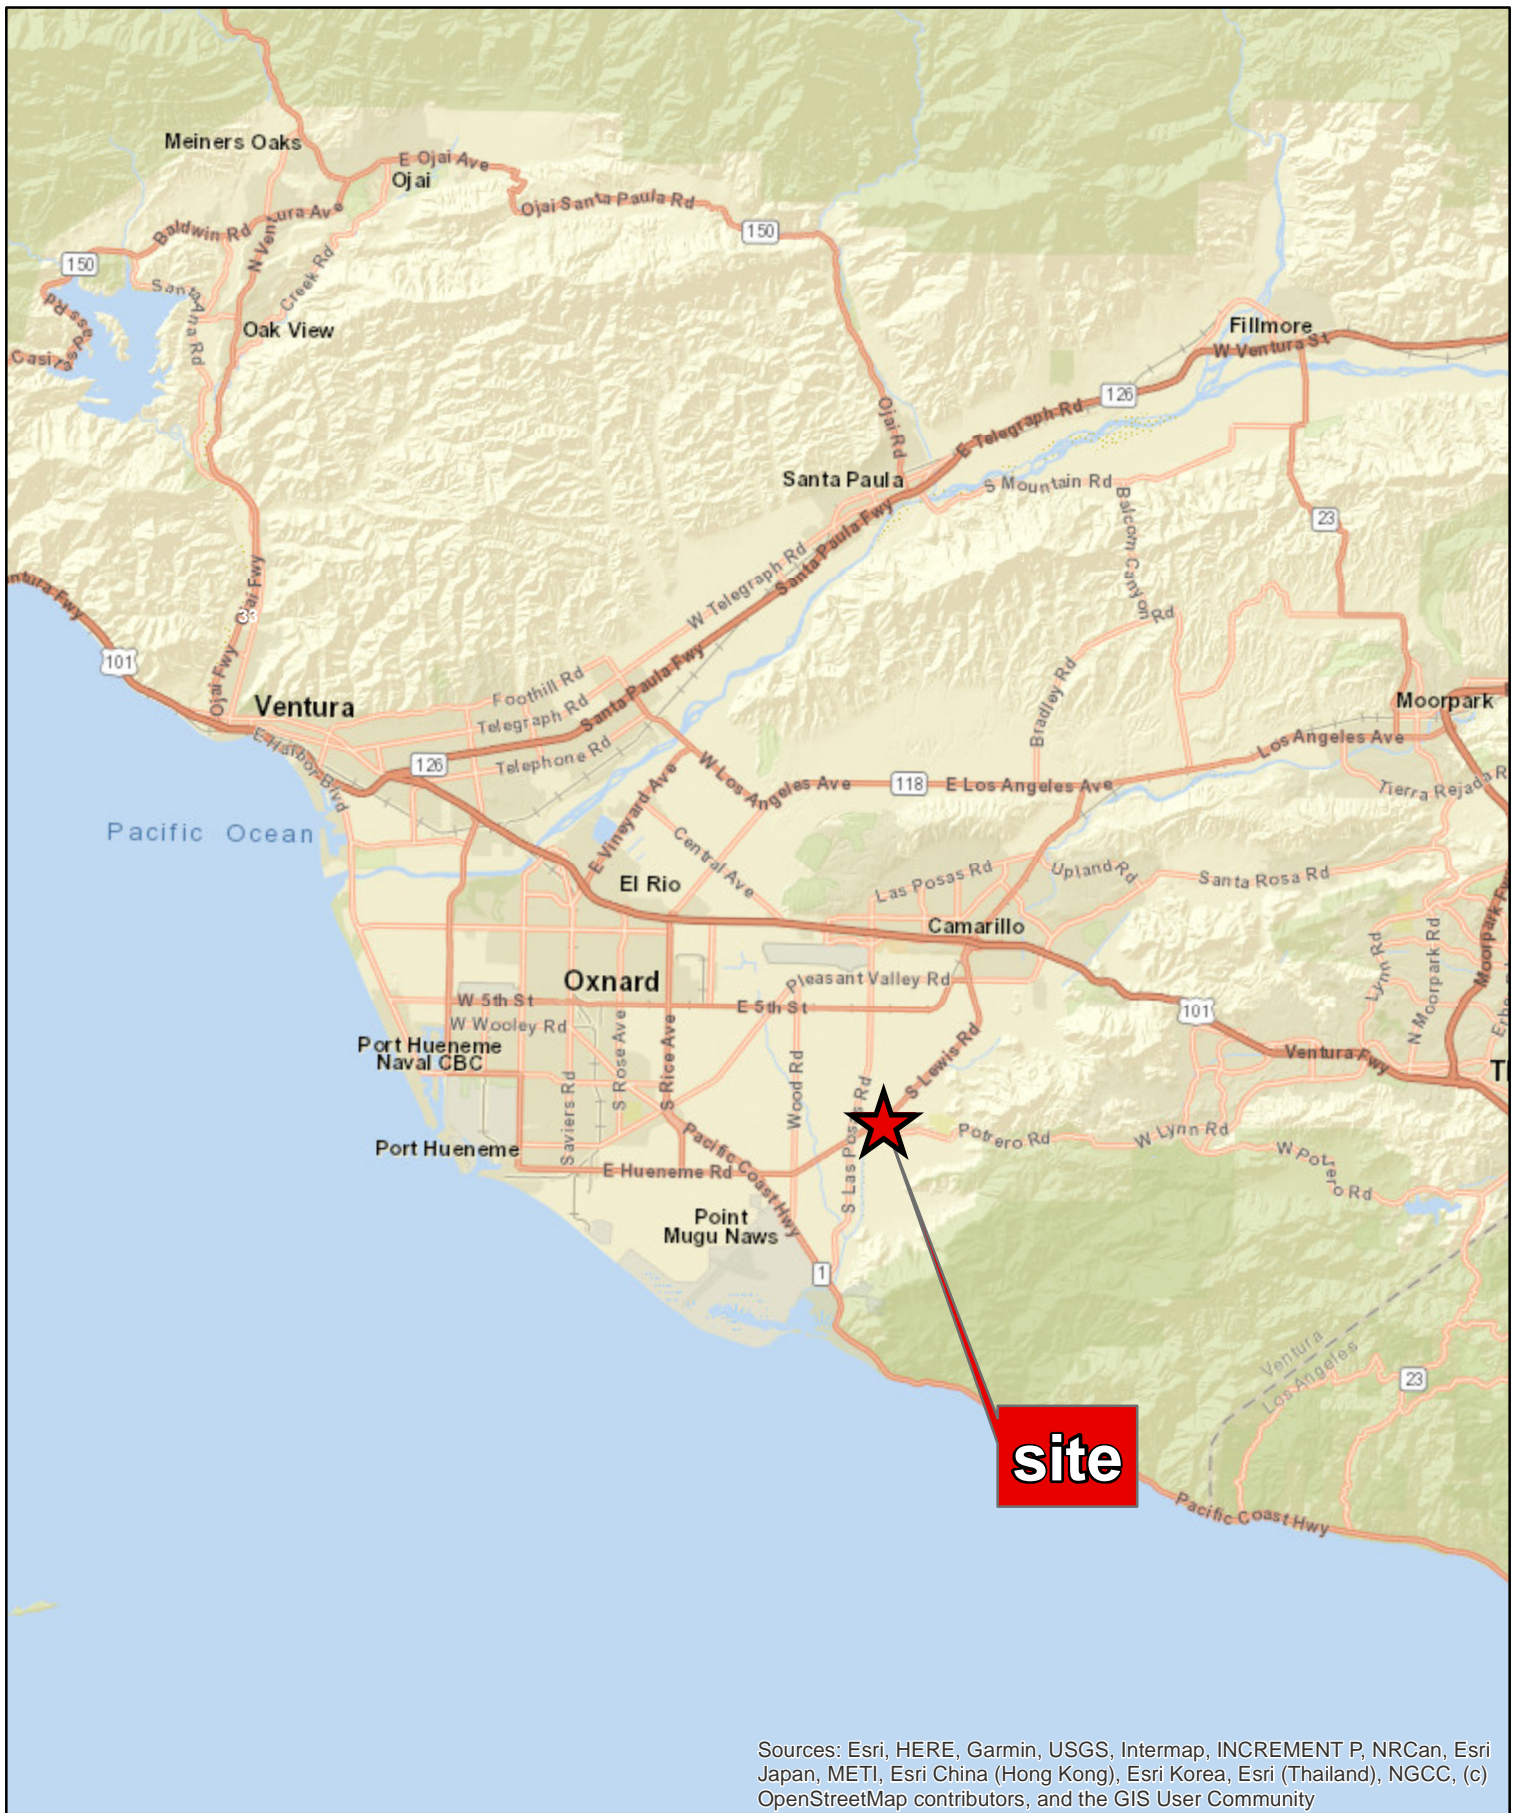 Meiners Oaks
E Ojai Ave
Ojai
Ojai Santa Paula Rd
150
Baldwin Rd
N Ventura Ave
150
Creek Rd
Santa Ana Rd
Oak View
Casitas Pass Rd
Fillmore
W Ventura St
126
E Telegraph Rd
Ojai Rd
Santa Paula
S Mountain Rd
Balcom Canyon Rd
23
Santa Paula Fwy
W Telegraph Rd
Ojai Fwy
33
ntura Fwy
101
Ojai Fwy
Ventura
Foothill Rd
Santa Paula Fwy
Telegraph Rd
Telephone Rd
E Harbor Blvd
126
Bradley Rd
Moorpark
Los Angeles Ave
W Los Angeles Ave
118
E Los Angeles Ave
Tierra Rejada R
Pacific Ocean
E Vineyard Ave
Central Ave
El Rio
Las Posas Rd
Upland Rd
Santa Rosa Rd
Camarillo
Lynn Rd
N Moorpark Rd
Moorpark Fw
Oxnard
Pleasant Valley Rd
W 5th St
E 5th St
101
W Wooley Rd
Erbe
Port Hueneme
Naval CBC
Saviers Rd
S Rose Ave
S Rice Ave
Wood Rd
S Las Posas Rd
S Lewis Rd
Ventura Fwy
T
Potrero Rd
W Lynn Rd
W Potrero Rd
Port Hueneme
E Hueneme Rd
Pacific Coast Hwy
Point
Mugu Naws
1
Ventura
Los Angeles
23
site
Pacific Coast Hwy
Sources: Esri, HERE, Garmin, USGS, Intermap, INCREMENT P, NRCan, Esri
Japan, METI, Esri China (Hong Kong), Esri Korea, Esri (Thailand), NGCC, (c)
OpenStreetMap contributors, and the GIS User Community